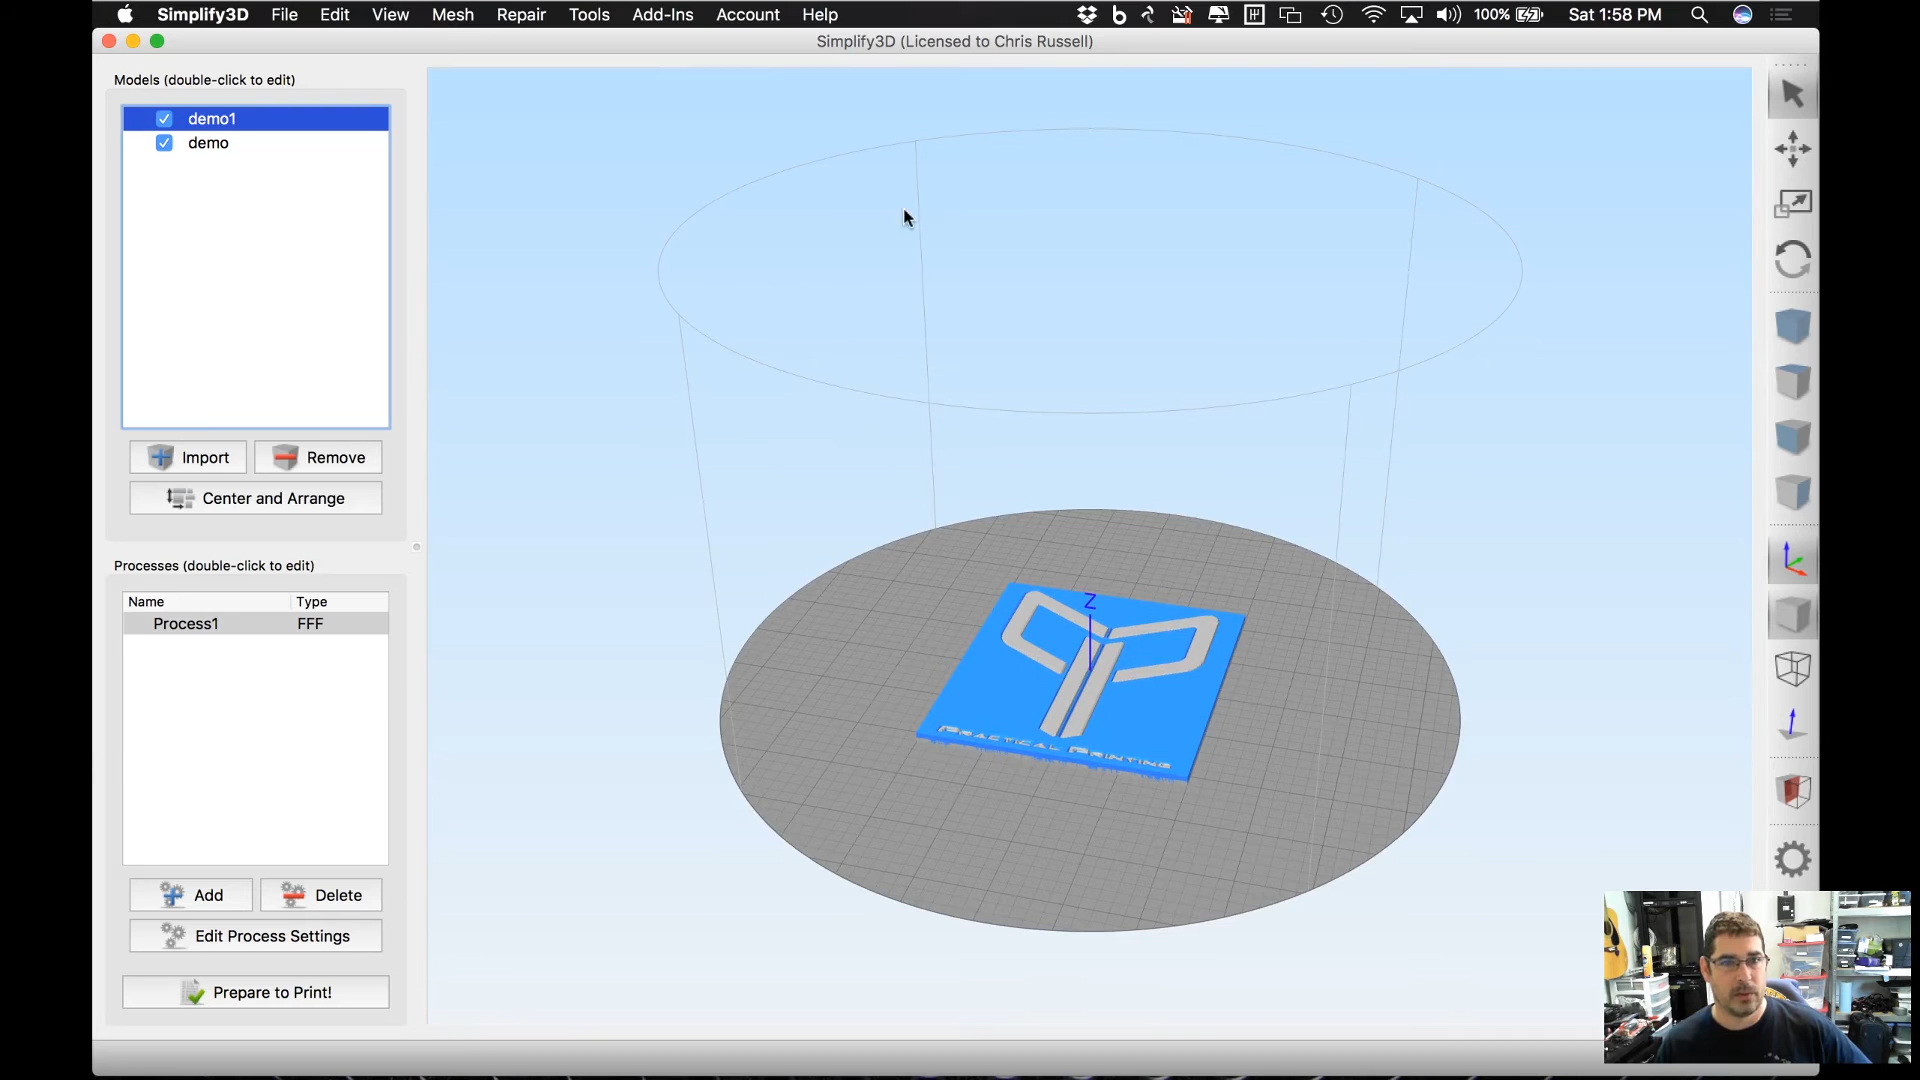 Simplify3D File Edit View Mesh Repair Tools Add-Ins Account Help 100% Sat 1:58 PM
Simplify3D (Licensed to Chris Russell)
Models (double-click to edit)
demo1
demo
Import Remove
Center and Arrange
Processes (double-click to edit)
Name Type
Process1 FFF
Add Delete
Edit Process Settings
Prepare to Print!
Z
Practical Printing